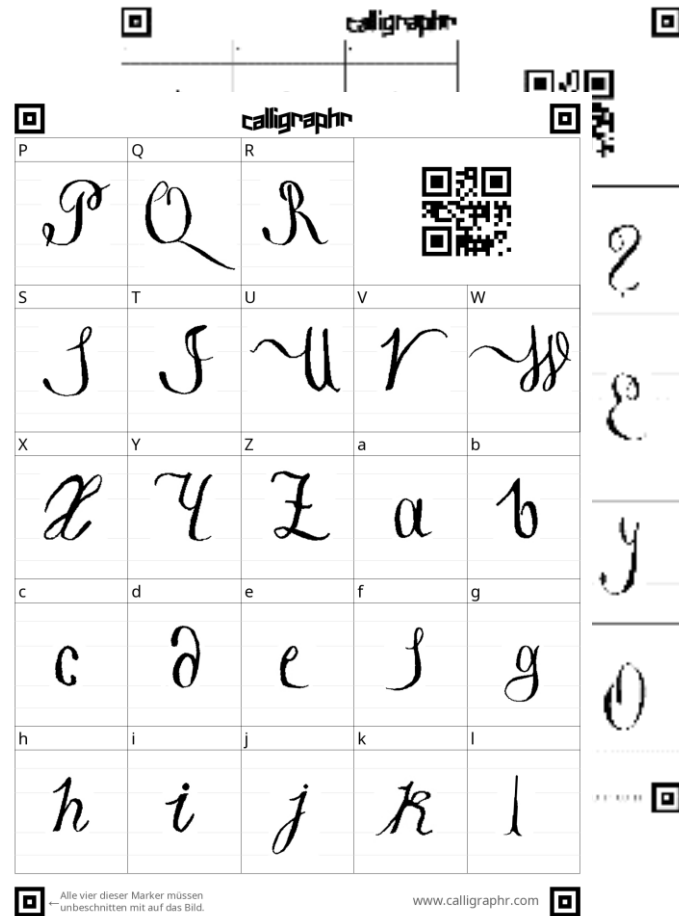 calligraphr
calligraphr
P Q R
P Q R
S T U V W
S T U V W
X Y Z a b
X Y Z a b
c d e f g
c d e f g
h i j k l
h i j k l
E
Y
O
←Alle vier dieser Marker müssen
unbeschnitten mit auf das Bild.
www.calligraphr.com